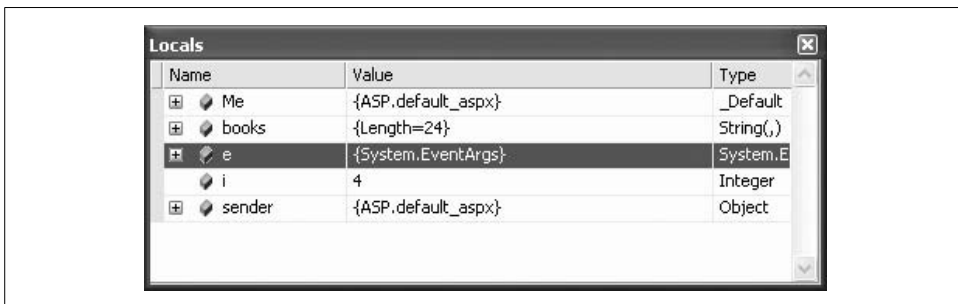 Locals
Name Value Type
Me {ASP.default_aspx} _Default
books {Length=24} String(,)
e {System.EventArgs} System.E
i 4 Integer
sender {ASP.default_aspx} Object